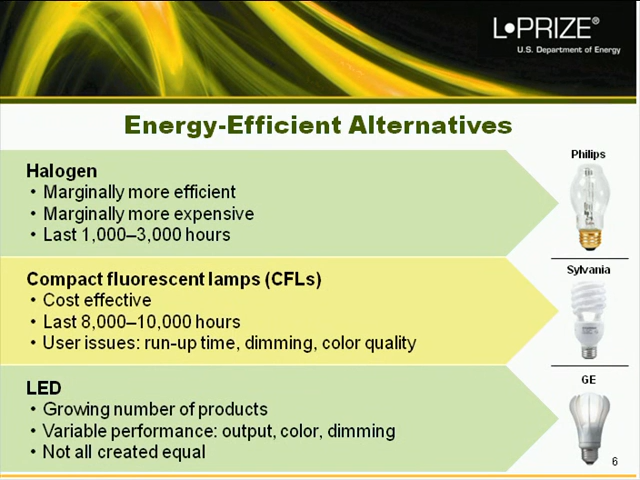 L•PRIZE®
U.S. Department of Energy
Energy-Efficient Alternatives
Philips
Halogen
• Marginally more efficient
• Marginally more expensive
• Last 1,000–3,000 hours
Sylvania
Compact fluorescent lamps (CFLs)
• Cost effective
• Last 8,000–10,000 hours
• User issues: run-up time, dimming, color quality
GE
LED
• Growing number of products
• Variable performance: output, color, dimming
• Not all created equal
6